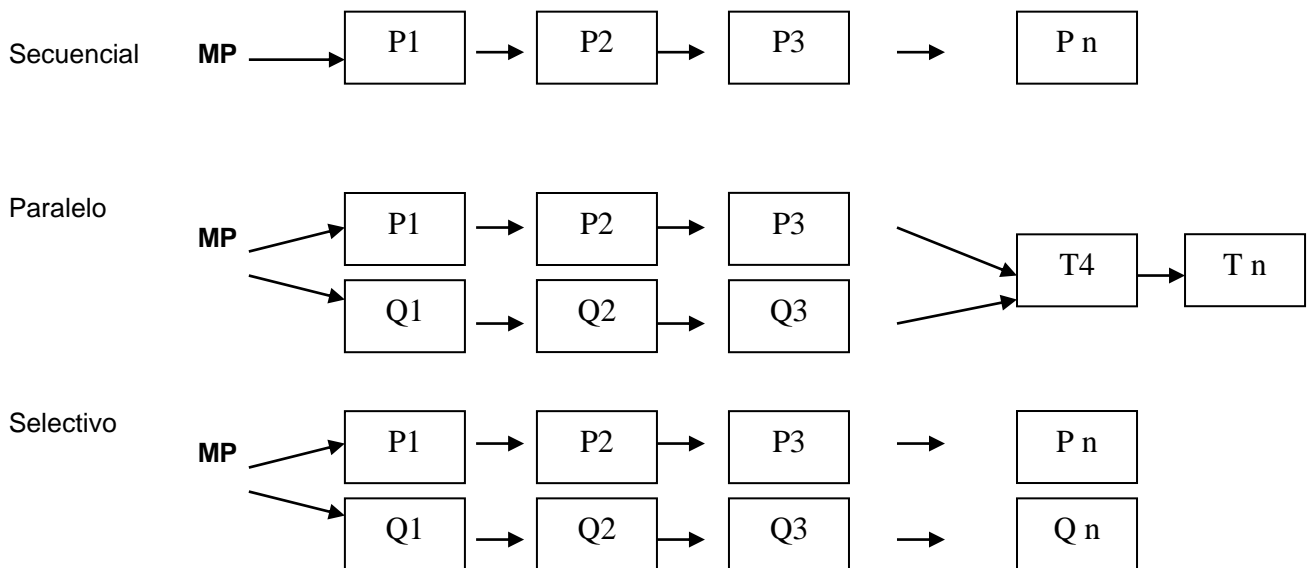 Secuencial MP P1 P2 P3 P n
Paralelo
MP P1 P2 P3
T4 T n
Q1 Q2 Q3
Selectivo
MP P1 P2 P3 P n
Q1 Q2 Q3 Q n